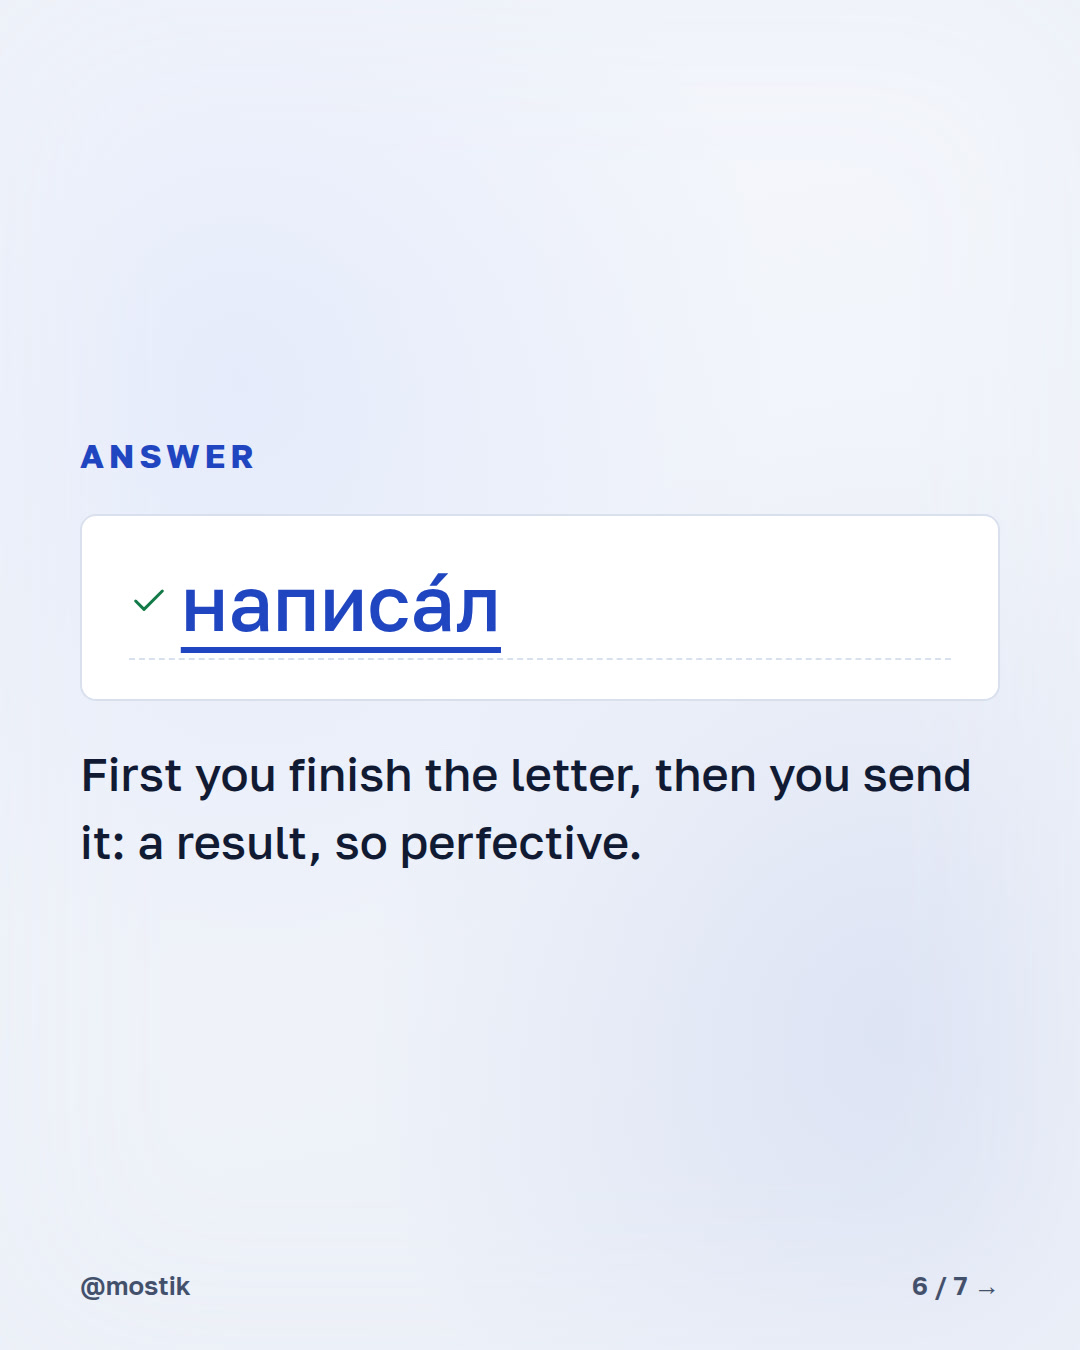 ANSWER
✓ написа́л
First you finish the letter, then you send
it: a result, so perfective.
@mostik
6 / 7 →